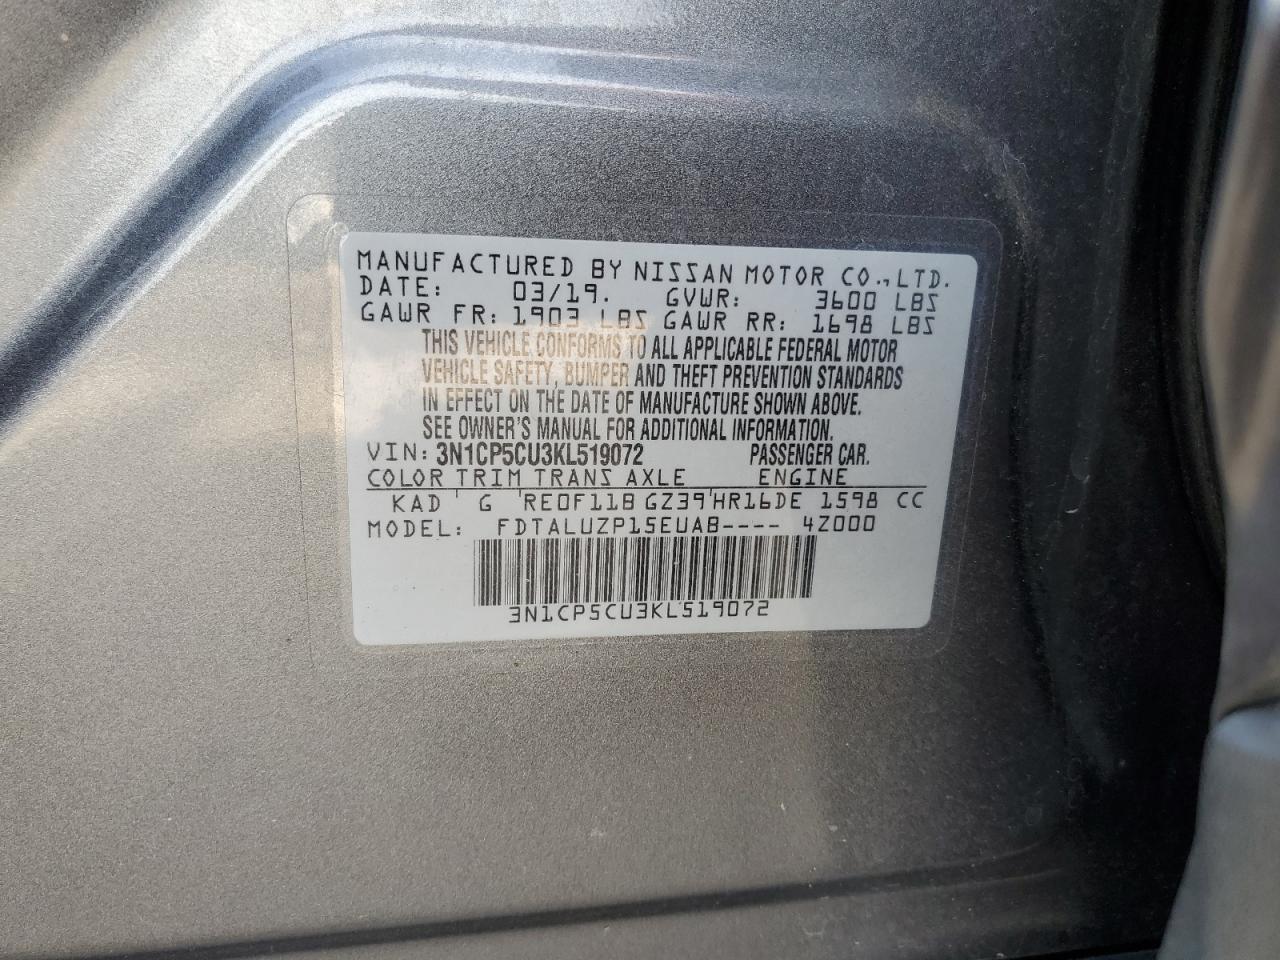 MANUFACTURED BY NISSAN MOTOR CO., LTD.
DATE: 03/19. GVWR: 3600 LBS
GAWR FR: 1903 LBS GAWR RR: 1698 LBS
THIS VEHICLE CONFORMS TO ALL APPLICABLE FEDERAL MOTOR
VEHICLE SAFETY, BUMPER AND THEFT PREVENTION STANDARDS
IN EFFECT ON THE DATE OF MANUFACTURE SHOWN ABOVE.
SEE OWNER'S MANUAL FOR ADDITIONAL INFORMATION.
VIN: 3N1CP5CU3KL519072 PASSENGER CAR.
COLOR TRIM TRANS AXLE ENGINE
KAD ' G 'RE0F11B GZ39'HR16DE 1598 CC
MODEL: FDTALUZP15EUAB---- 4Z000
3N1CP5CU3KL519072